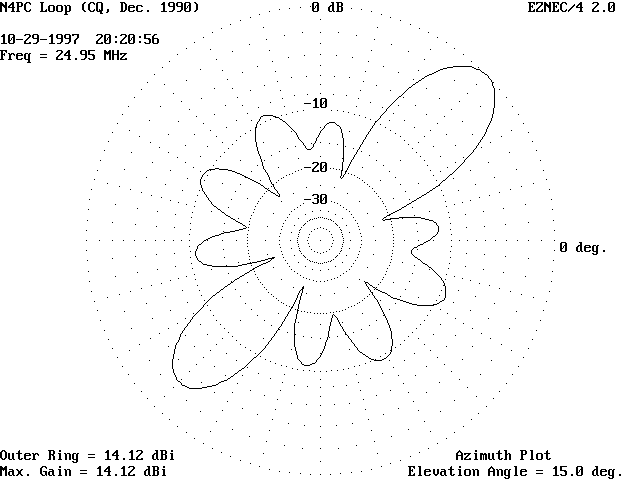 N4PC Loop (CQ, Dec. 1990)
0 dB
EZNEC/4 2.0
10-29-1997 20:20:56
Freq = 24.95 MHz
-10
-20
-30
0 deg.
Outer Ring = 14.12 dBi
Max. Gain = 14.12 dBi
Azimuth Plot
Elevation Angle = 15.0 deg.